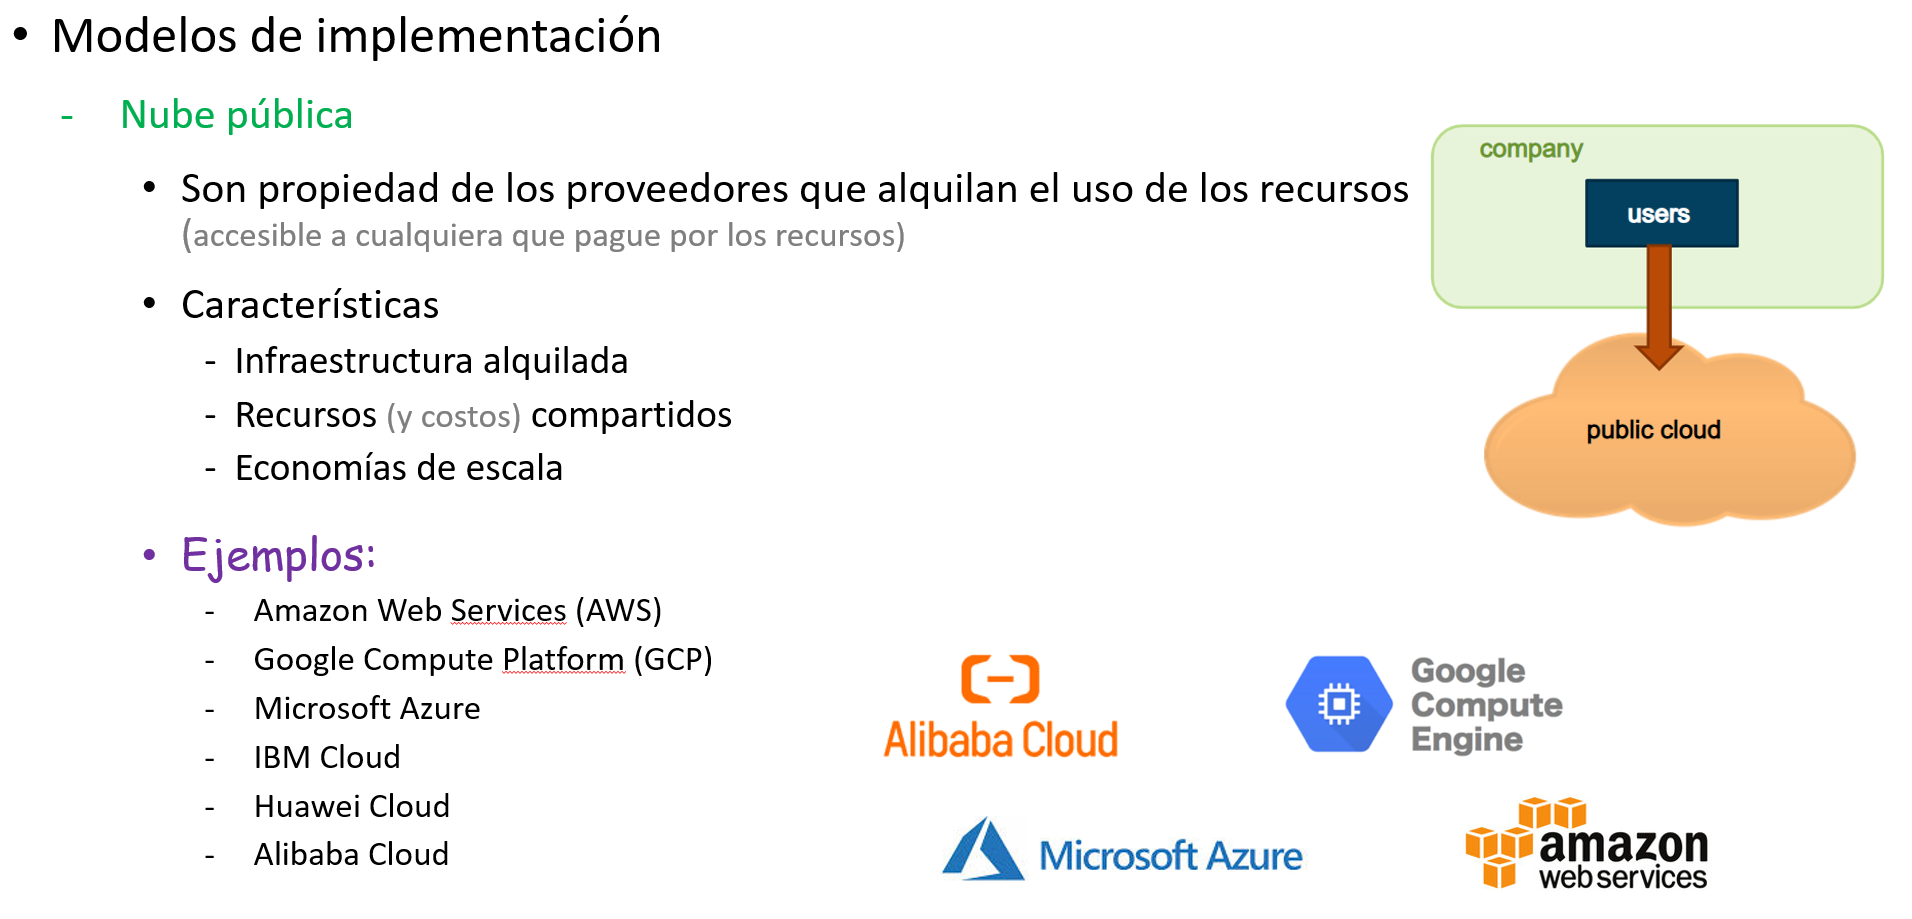 • Modelos de implementación
- Nube pública
• Son propiedad de los proveedores que alquilan el uso de los recursos
(accesible a cualquiera que pague por los recursos)
• Características
- Infraestructura alquilada
- Recursos (y costos) compartidos
- Economías de escala
• Ejemplos:
- Amazon Web Services (AWS)
- Google Compute Platform (GCP)
- Microsoft Azure
- IBM Cloud
- Huawei Cloud
- Alibaba Cloud
company
users
public cloud
Alibaba Cloud
Google
Compute
Engine
Microsoft Azure
amazon
web services